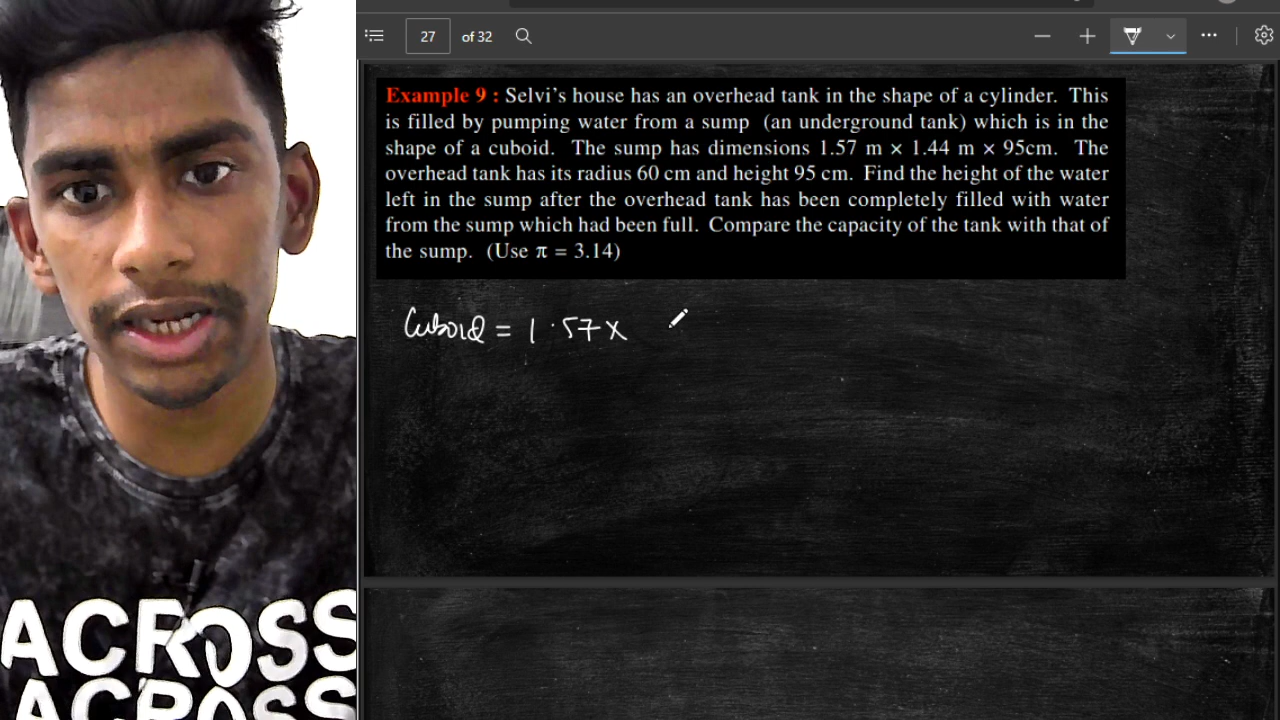 27 of 32
Example 9 : Selvi's house has an overhead tank in the shape of a cylinder. This
is filled by pumping water from a sump (an underground tank) which is in the
shape of a cuboid. The sump has dimensions 1.57 m × 1.44 m × 95cm. The
overhead tank has its radius 60 cm and height 95 cm. Find the height of the water
left in the sump after the overhead tank has been completely filled with water
from the sump which had been full. Compare the capacity of the tank with that of
the sump. (Use π = 3.14)
Cuboid = 1.57 x
ACROSS
ACROSS